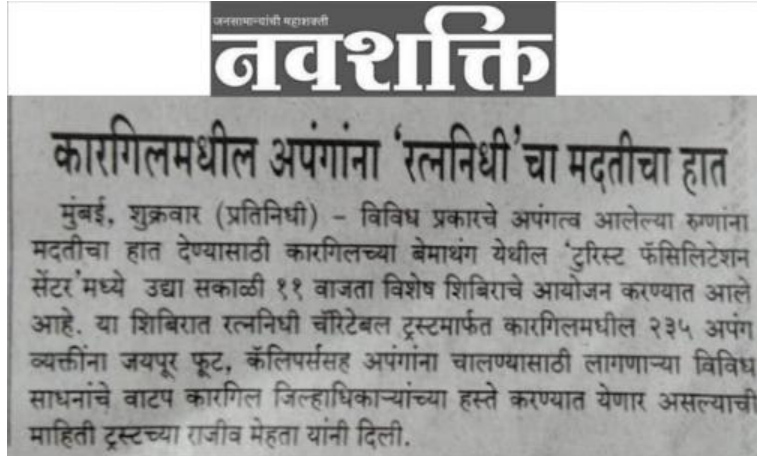 जनसामान्यांची महाशक्ती
नवशक्ति
कारगिलमधील अपंगांना 'रत्ननिधी'चा मदतीचा हात
मुंबई, शुक्रवार (प्रतिनिधी) - विविध प्रकारचे अपंगत्व आलेल्या रुग्णांना
मदतीचा हात देण्यासाठी कारगिलच्या बेमाथंग येथील 'टुरिस्ट फॅसिलिटेशन
सेंटर'मध्ये उद्या सकाळी ११ वाजता विशेष शिबिराचे आयोजन करण्यात आले
आहे. या शिबिरात रत्ननिधी चॅरिटेबल ट्रस्टमार्फत कारगिलमधील २३५ अपंग
व्यक्तींना जयपूर फूट, कॅलिपर्ससह अपंगांना चालण्यासाठी लागणाऱ्या विविध
साधनांचे वाटप कारगिल जिल्हाधिकाऱ्यांच्या हस्ते करण्यात येणार असल्याची
माहिती ट्रस्टच्या राजीव मेहता यांनी दिली.